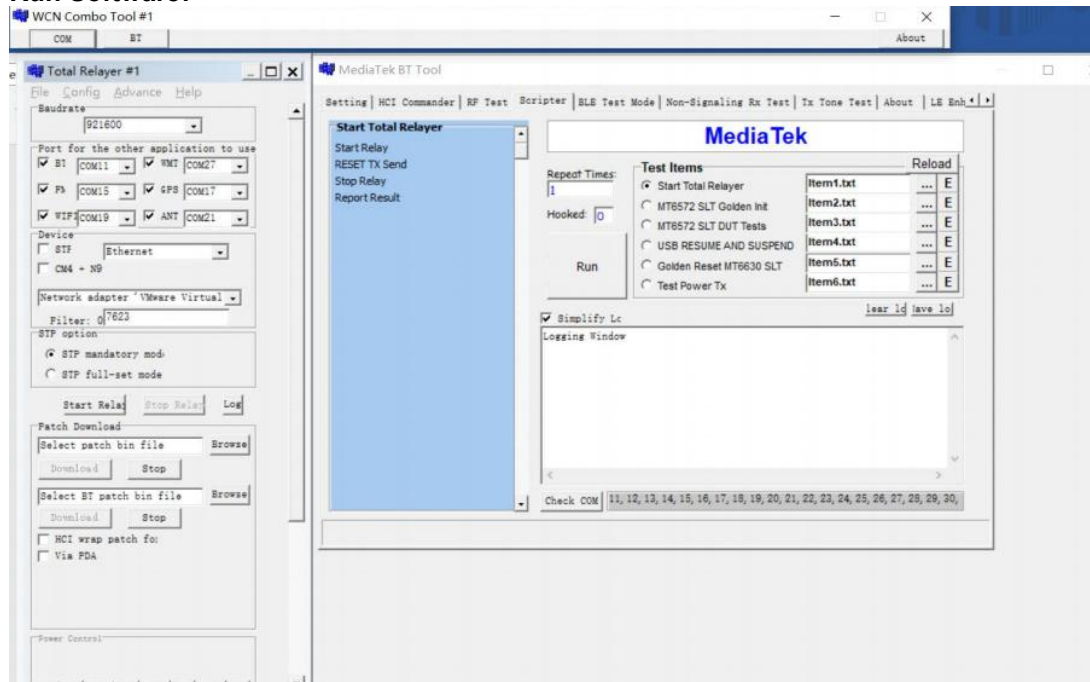 WCN Combo Tool #1
COM BT About
Total Relayer #1
File Config Advance Help
Baudrate
921600
Port for the other application to use
BT COM11 WMT COM27
FM COM15 GPS COM17
WIFI COM19 ANT COM21
Device
STP Ethernet
CM4 - N9
Network adapter 'VMware Virtual
Filter: 0 7623
STP option
STP mandatory mod
STP full-set mode
Start Relay Stop Relay Log
Patch Download
Select patch bin file Browse
Download Stop
Select BT patch bin file Browse
Download Stop
HCI wrap patch fo:
Via PDA
Power Control
MediaTek BT Tool
Setting HCI Commander RF Test Scripter BLE Test Mode Non-Signaling Rx Test Tx Tone Test About LE Enh
Start Total Relayer
Start Relay
RESET TX Send
Stop Relay
Report Result
MediaTek
Repeat Times:
1
Hooked: 0
Run
Test Items Reload
Start Total Relayer Item1.txt ... E
MT6572 SLT Golden Init Item2.txt ... E
MT6572 SLT DUT Tests Item3.txt ... E
USB RESUME AND SUSPEND Item4.txt ... E
Golden Reset MT6630 SLT Item5.txt ... E
Test Power Tx Item6.txt ... E
Simplify Lc lear ld lave lo
Logging Window
Check COM 11, 12, 13, 14, 15, 16, 17, 18, 19, 20, 21, 22, 23, 24, 25, 26, 27, 28, 29, 30,